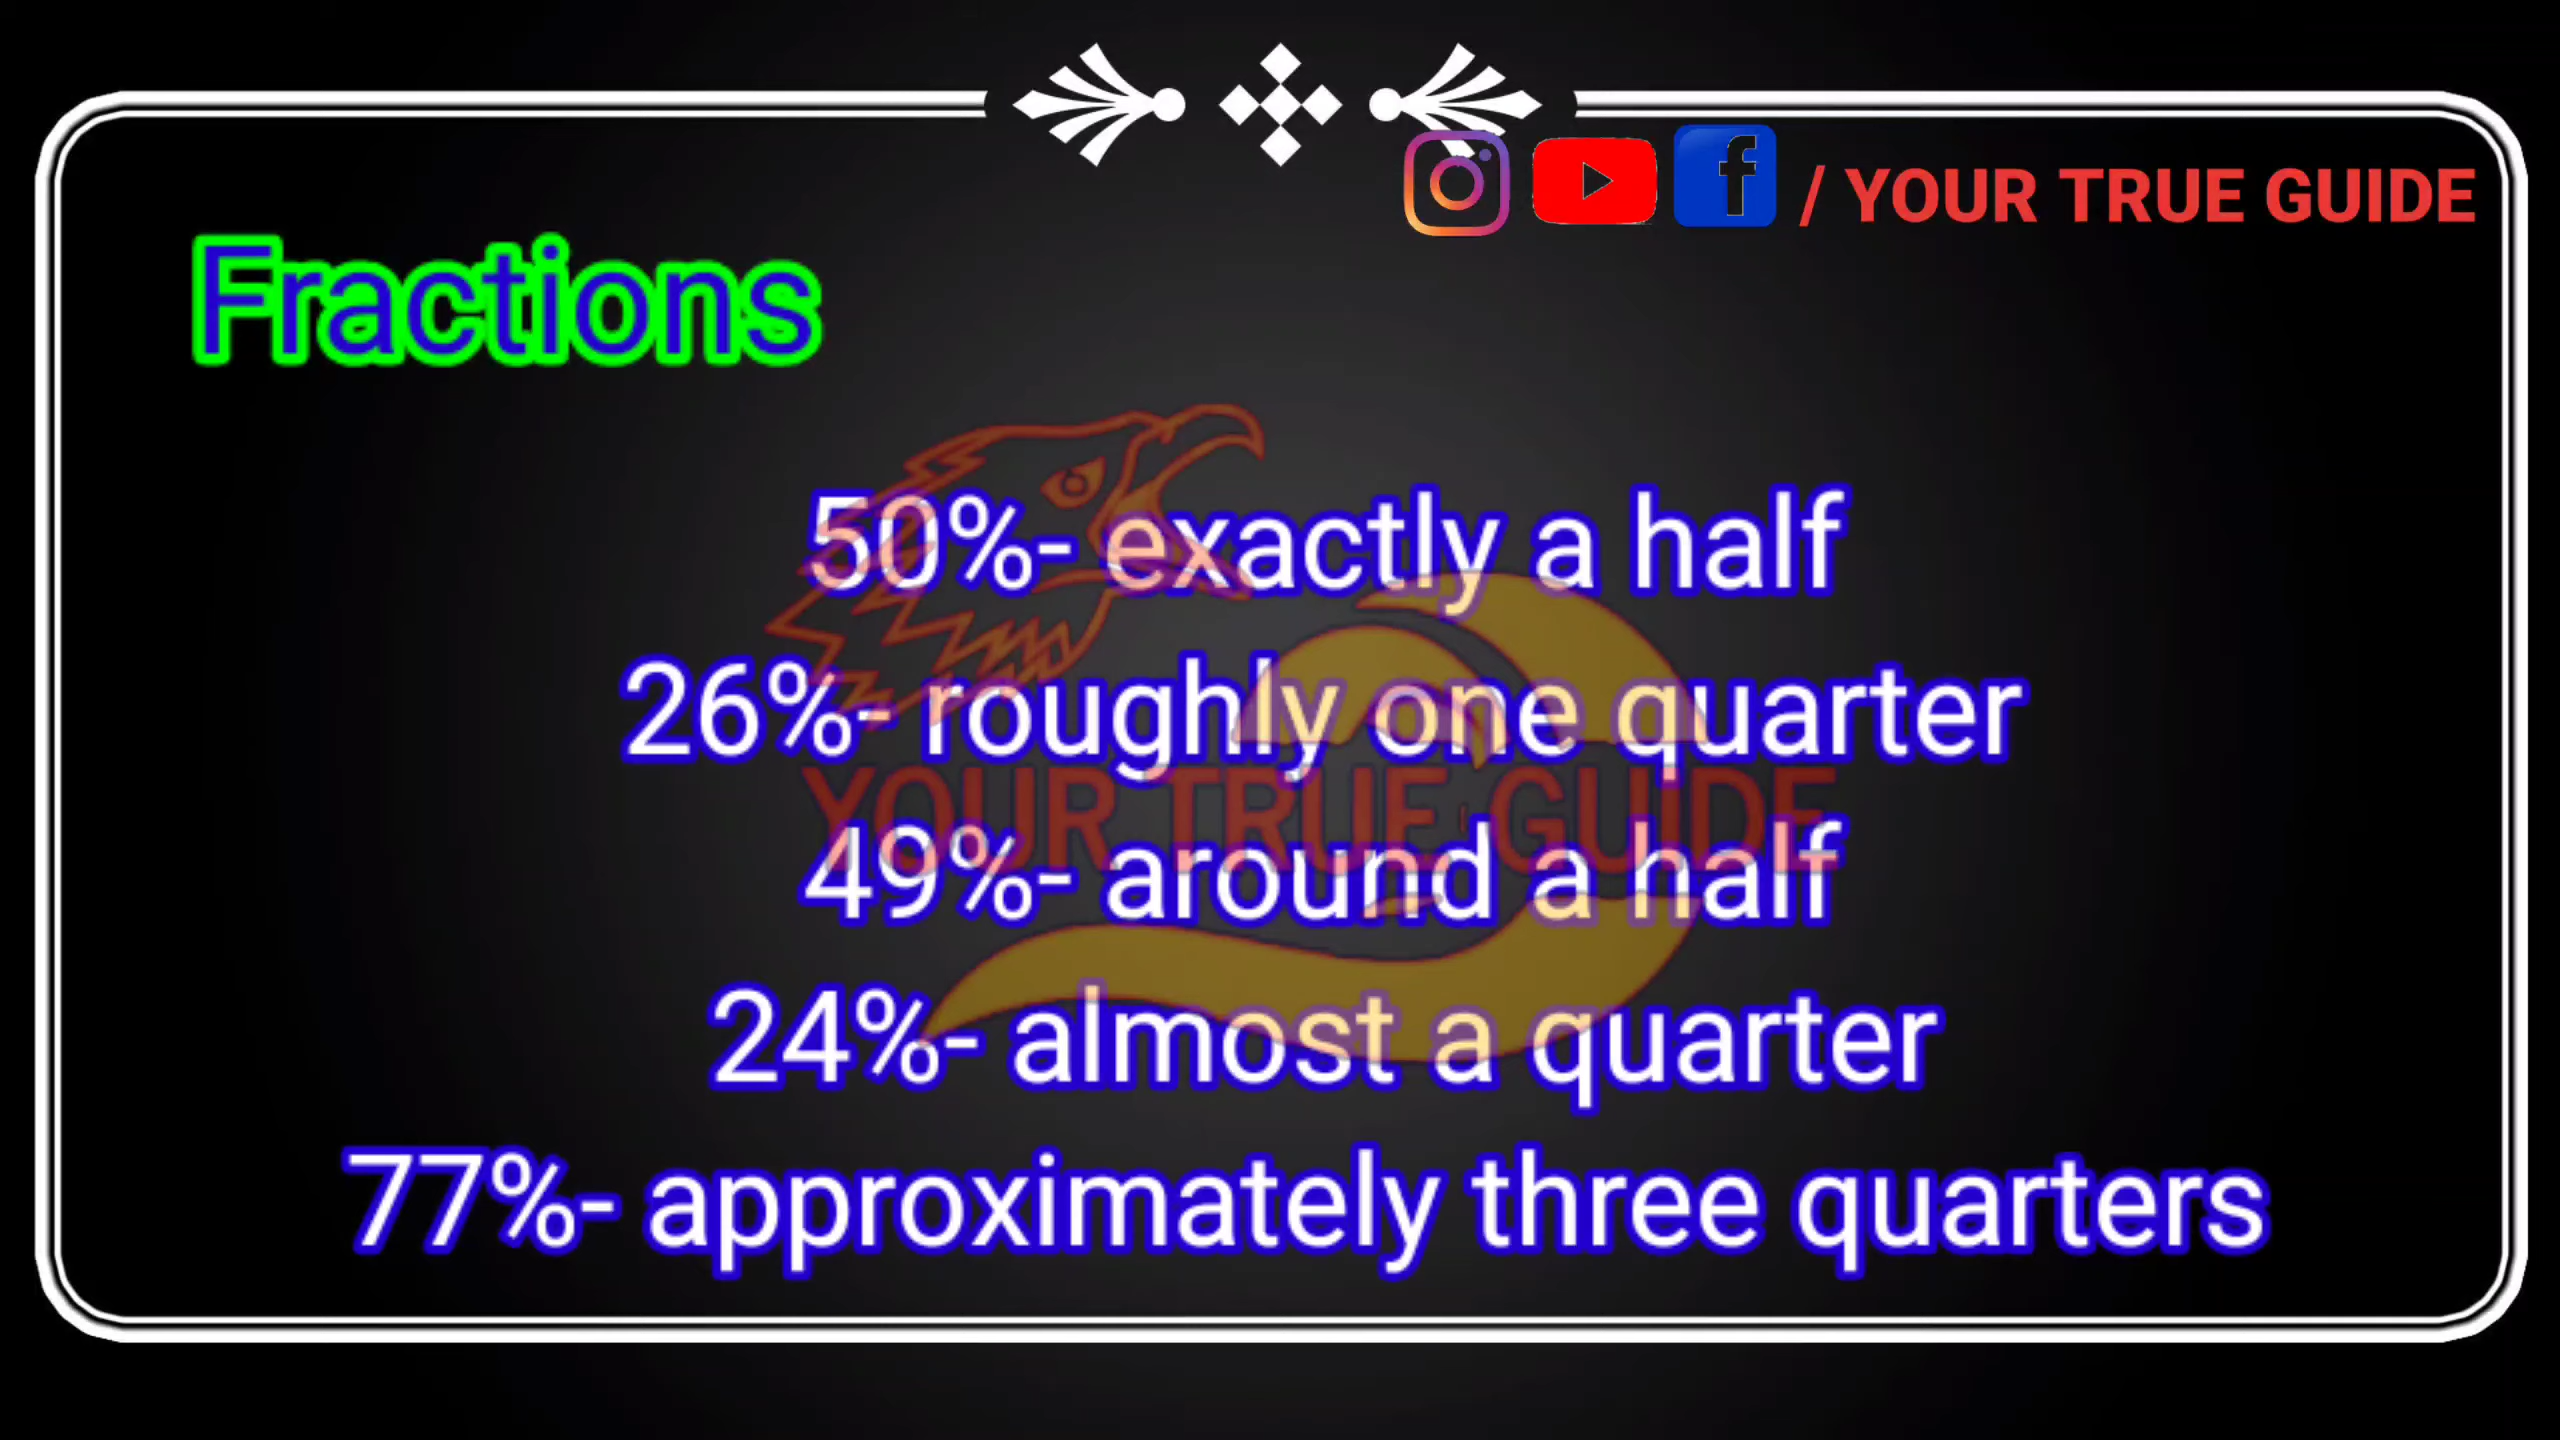 / YOUR TRUE GUIDE
Fractions
50%- exactly a half
26%- roughly one quarter
YOUR TRUE GUIDE
49%- around a half
24%- almost a quarter
77%- approximately three quarters